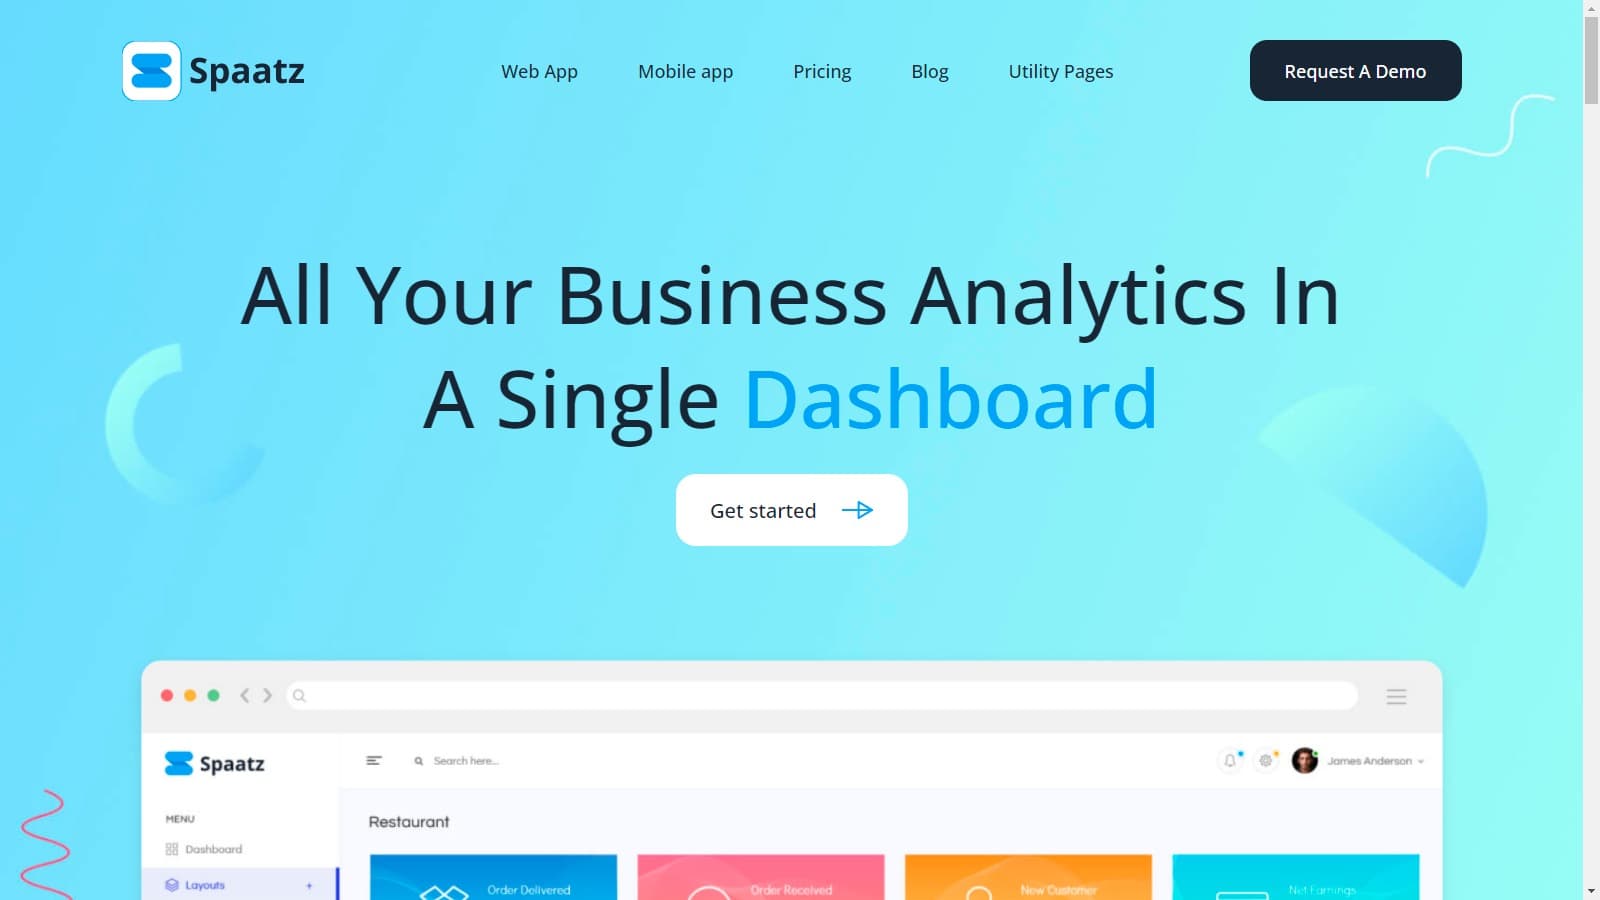 Spaatz
Web App
Mobile app
Pricing
Blog
Utility Pages
Request A Demo
All Your Business Analytics In
A Single Dashboard
Get started
Spaatz
Search here...
James Anderson
MENU
Dashboard
Layouts +
Restaurant
Order Delivered
Order Received
New Customer
Net Earnings